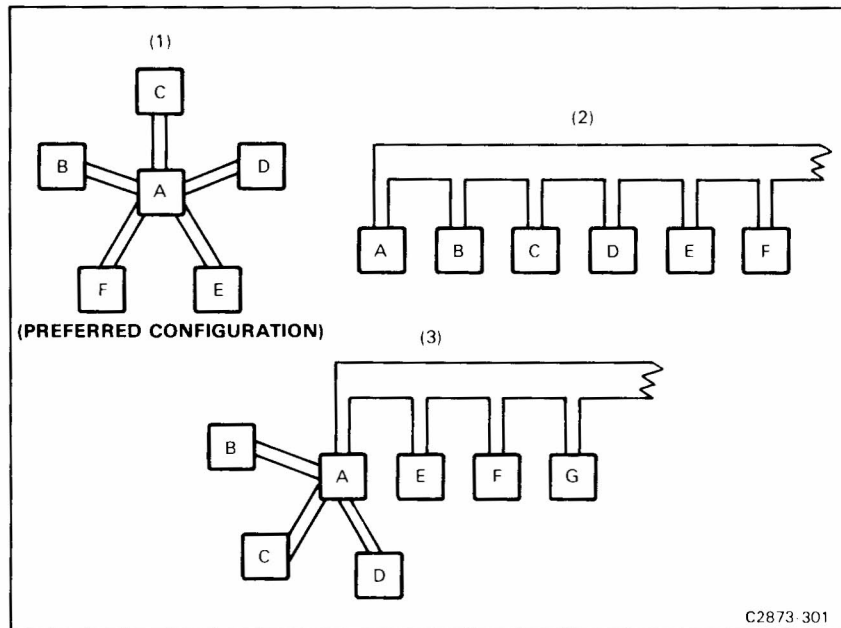 (1)
C
B
D
A
F
E
(PREFERRED CONFIGURATION)
(2)
A B C D E F
(3)
B
A E F G
C
D
C2873-301